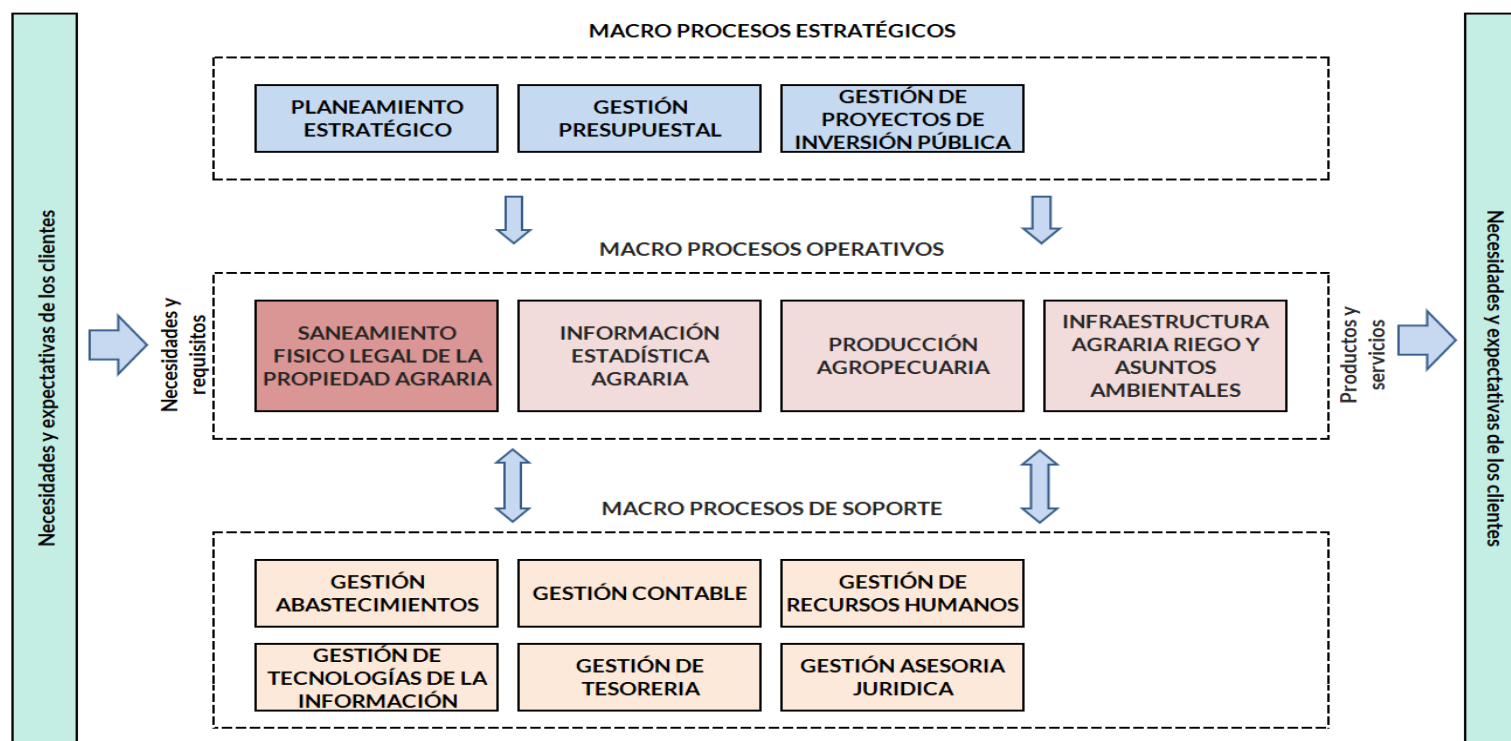 MACRO PROCESOS ESTRATÉGICOS
PLANEAMIENTO
ESTRATÉGICO
GESTIÓN
PRESUPUESTAL
GESTIÓN DE
PROYECTOS DE
INVERSIÓN PÚBLICA
Necesidades y expectativas de los clientes
Necesidades y
requisitos
MACRO PROCESOS OPERATIVOS
SANEAMIENTO
FISICO LEGAL DE LA
PROPIEDAD AGRARIA
INFORMACIÓN
ESTADÍSTICA
AGRARIA
PRODUCCIÓN
AGROPECUARIA
INFRAESTRUCTURA
AGRARIA RIEGO Y
ASUNTOS
AMBIENTALES
Productos y
servicios
Necesidades y expectativas de los clientes
MACRO PROCESOS DE SOPORTE
GESTIÓN
ABASTECIMIENTOS
GESTIÓN CONTABLE
GESTIÓN DE
RECURSOS HUMANOS
GESTIÓN DE
TECNOLOGÍAS DE LA
INFORMACIÓN
GESTIÓN DE
TESORERIA
GESTIÓN ASESORIA
JURIDICA